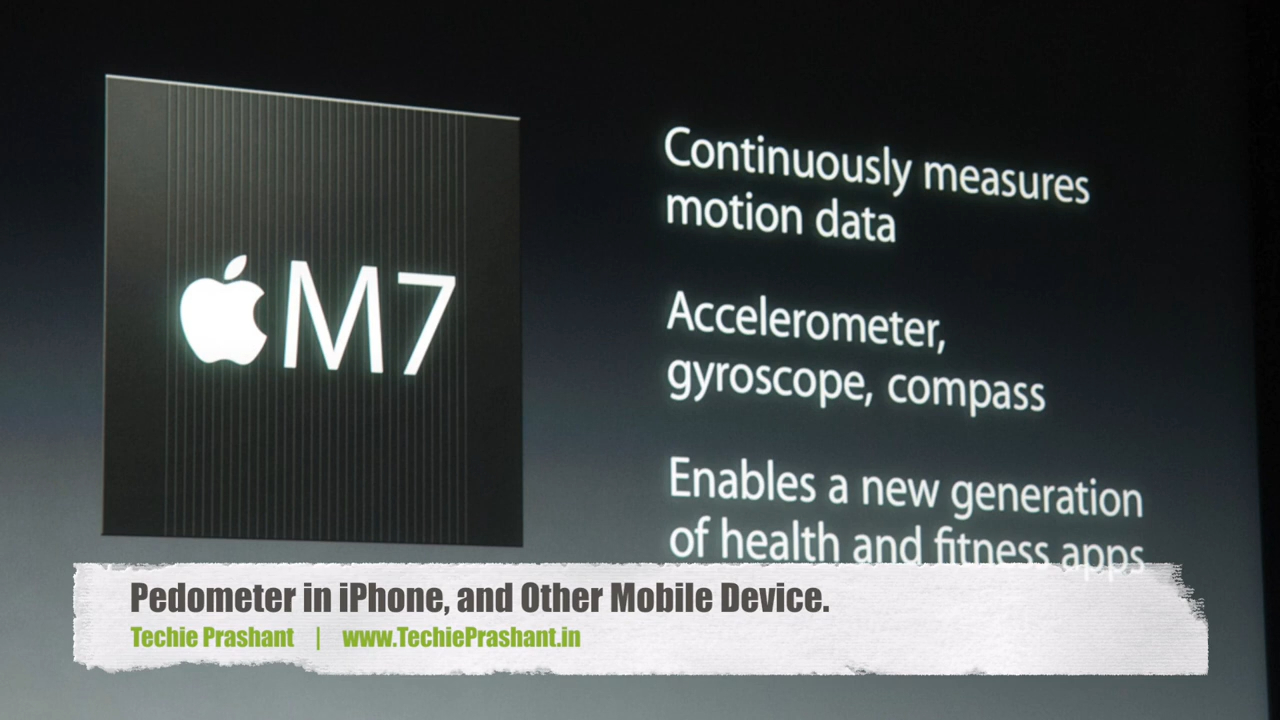 M7
Continuously measures
motion data
Accelerometer,
gyroscope, compass
Enables a new generation
of health and fitness apps
Pedometer in iPhone, and Other Mobile Device.
Techie Prashant | www.TechiePrashant.in